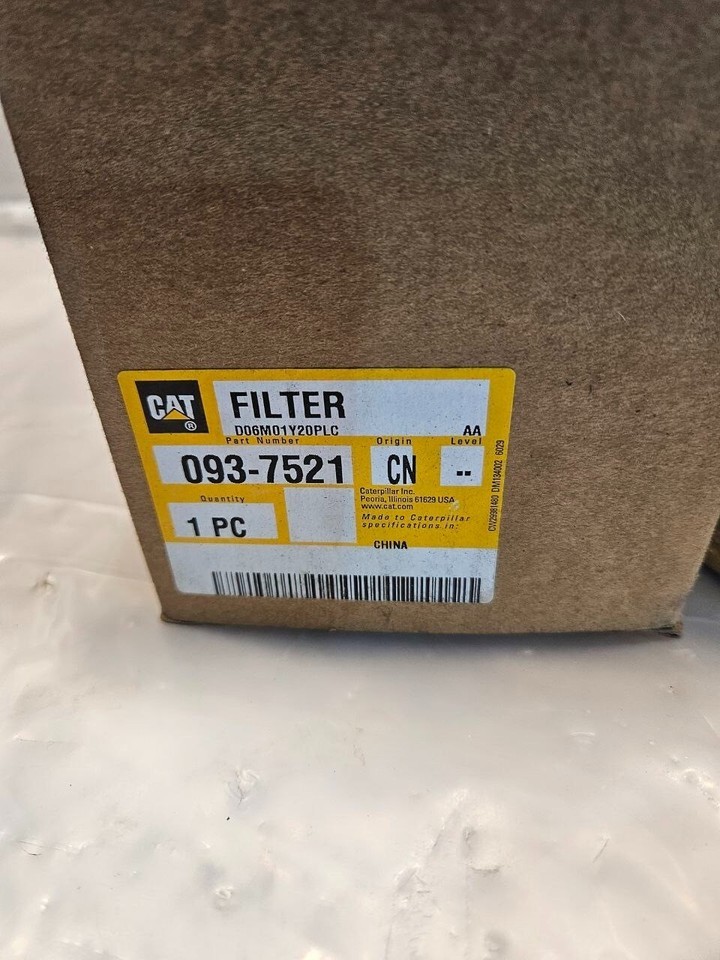 CAT®
FILTER
D06M01Y20PLC AA
Part Number Origin Level
093-7521 CN --
Quantity
1 PC
Caterpillar Inc.
Peoria, Illinois 61629 USA
www.cat.com
Made to Caterpillar
specifications in:
CHINA